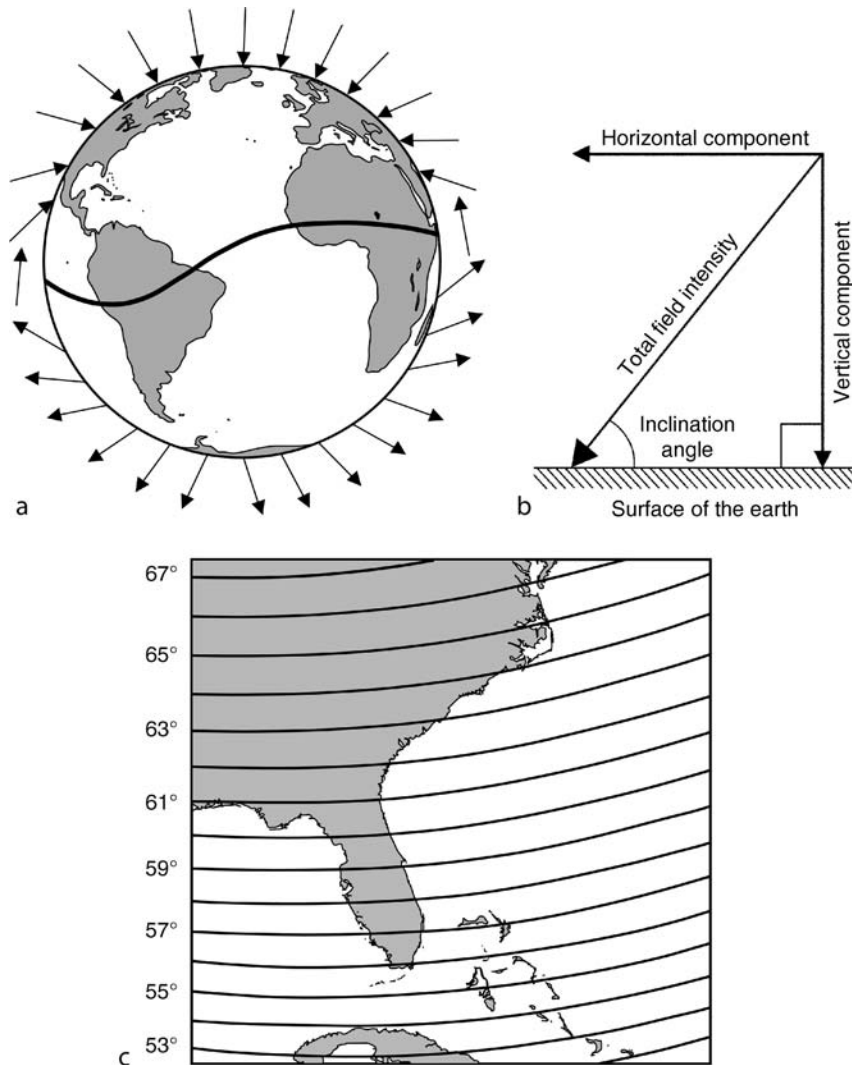 a
Horizontal component
Total field intensity
Vertical component
Inclination
angle
Surface of the earth
b
67°
65°
63°
61°
59°
57°
55°
53°
c